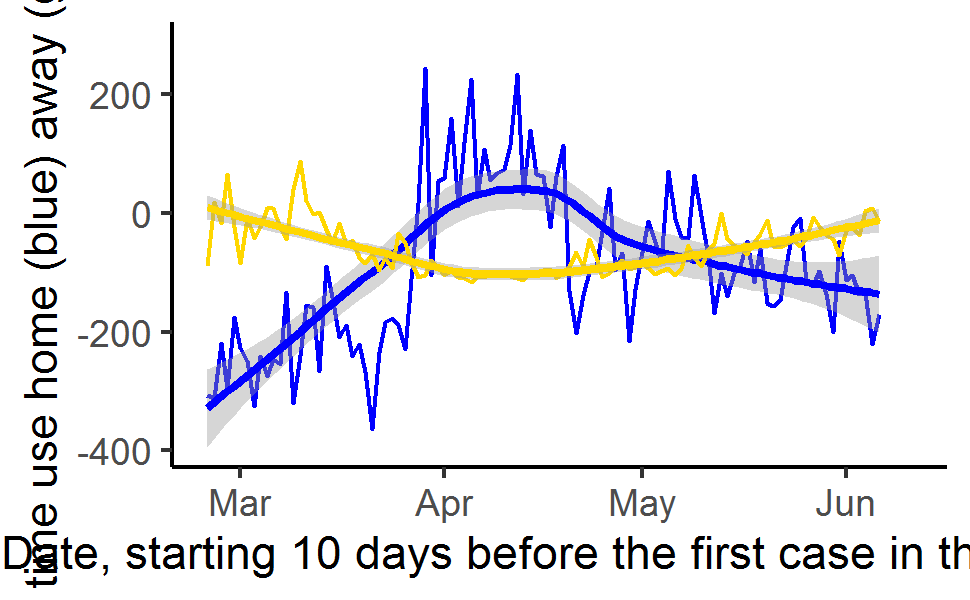 time use home (blue) away (
200
0
-200
-400
Mar Apr May Jun
Date, starting 10 days before the first case in th